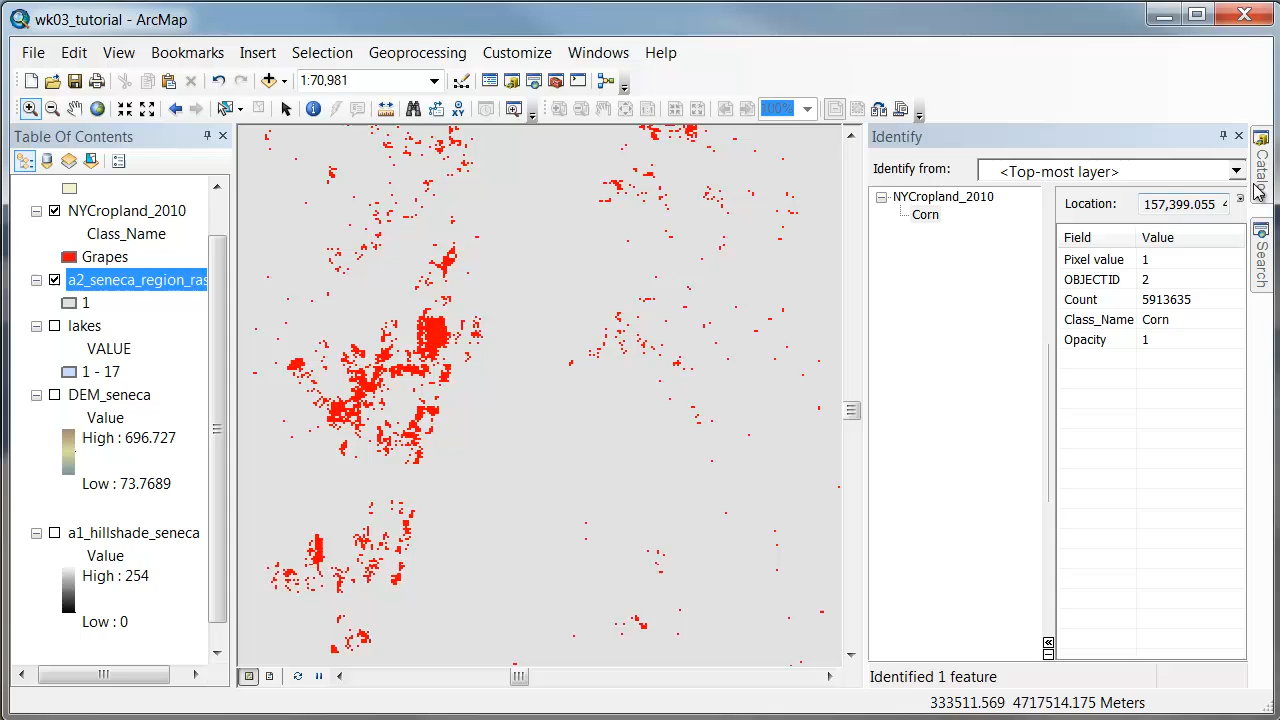 wk03_tutorial - ArcMap
File Edit View Bookmarks Insert Selection Geoprocessing Customize Windows Help
1:70,981
100%
Table Of Contents
NYCropland_2010
Class_Name
Grapes
a2_seneca_region_ras
1
lakes
VALUE
1 - 17
DEM_seneca
Value
High : 696.727
Low : 73.7689
a1_hillshade_seneca
Value
High : 254
Low : 0
Identify
Identify from: <Top-most layer>
NYCropland_2010
Corn
Location: 157,399.055
Field Value
Pixel value 1
OBJECTID 2
Count 5913635
Class_Name Corn
Opacity 1
Identified 1 feature
Search
333511.569 4717514.175 Meters